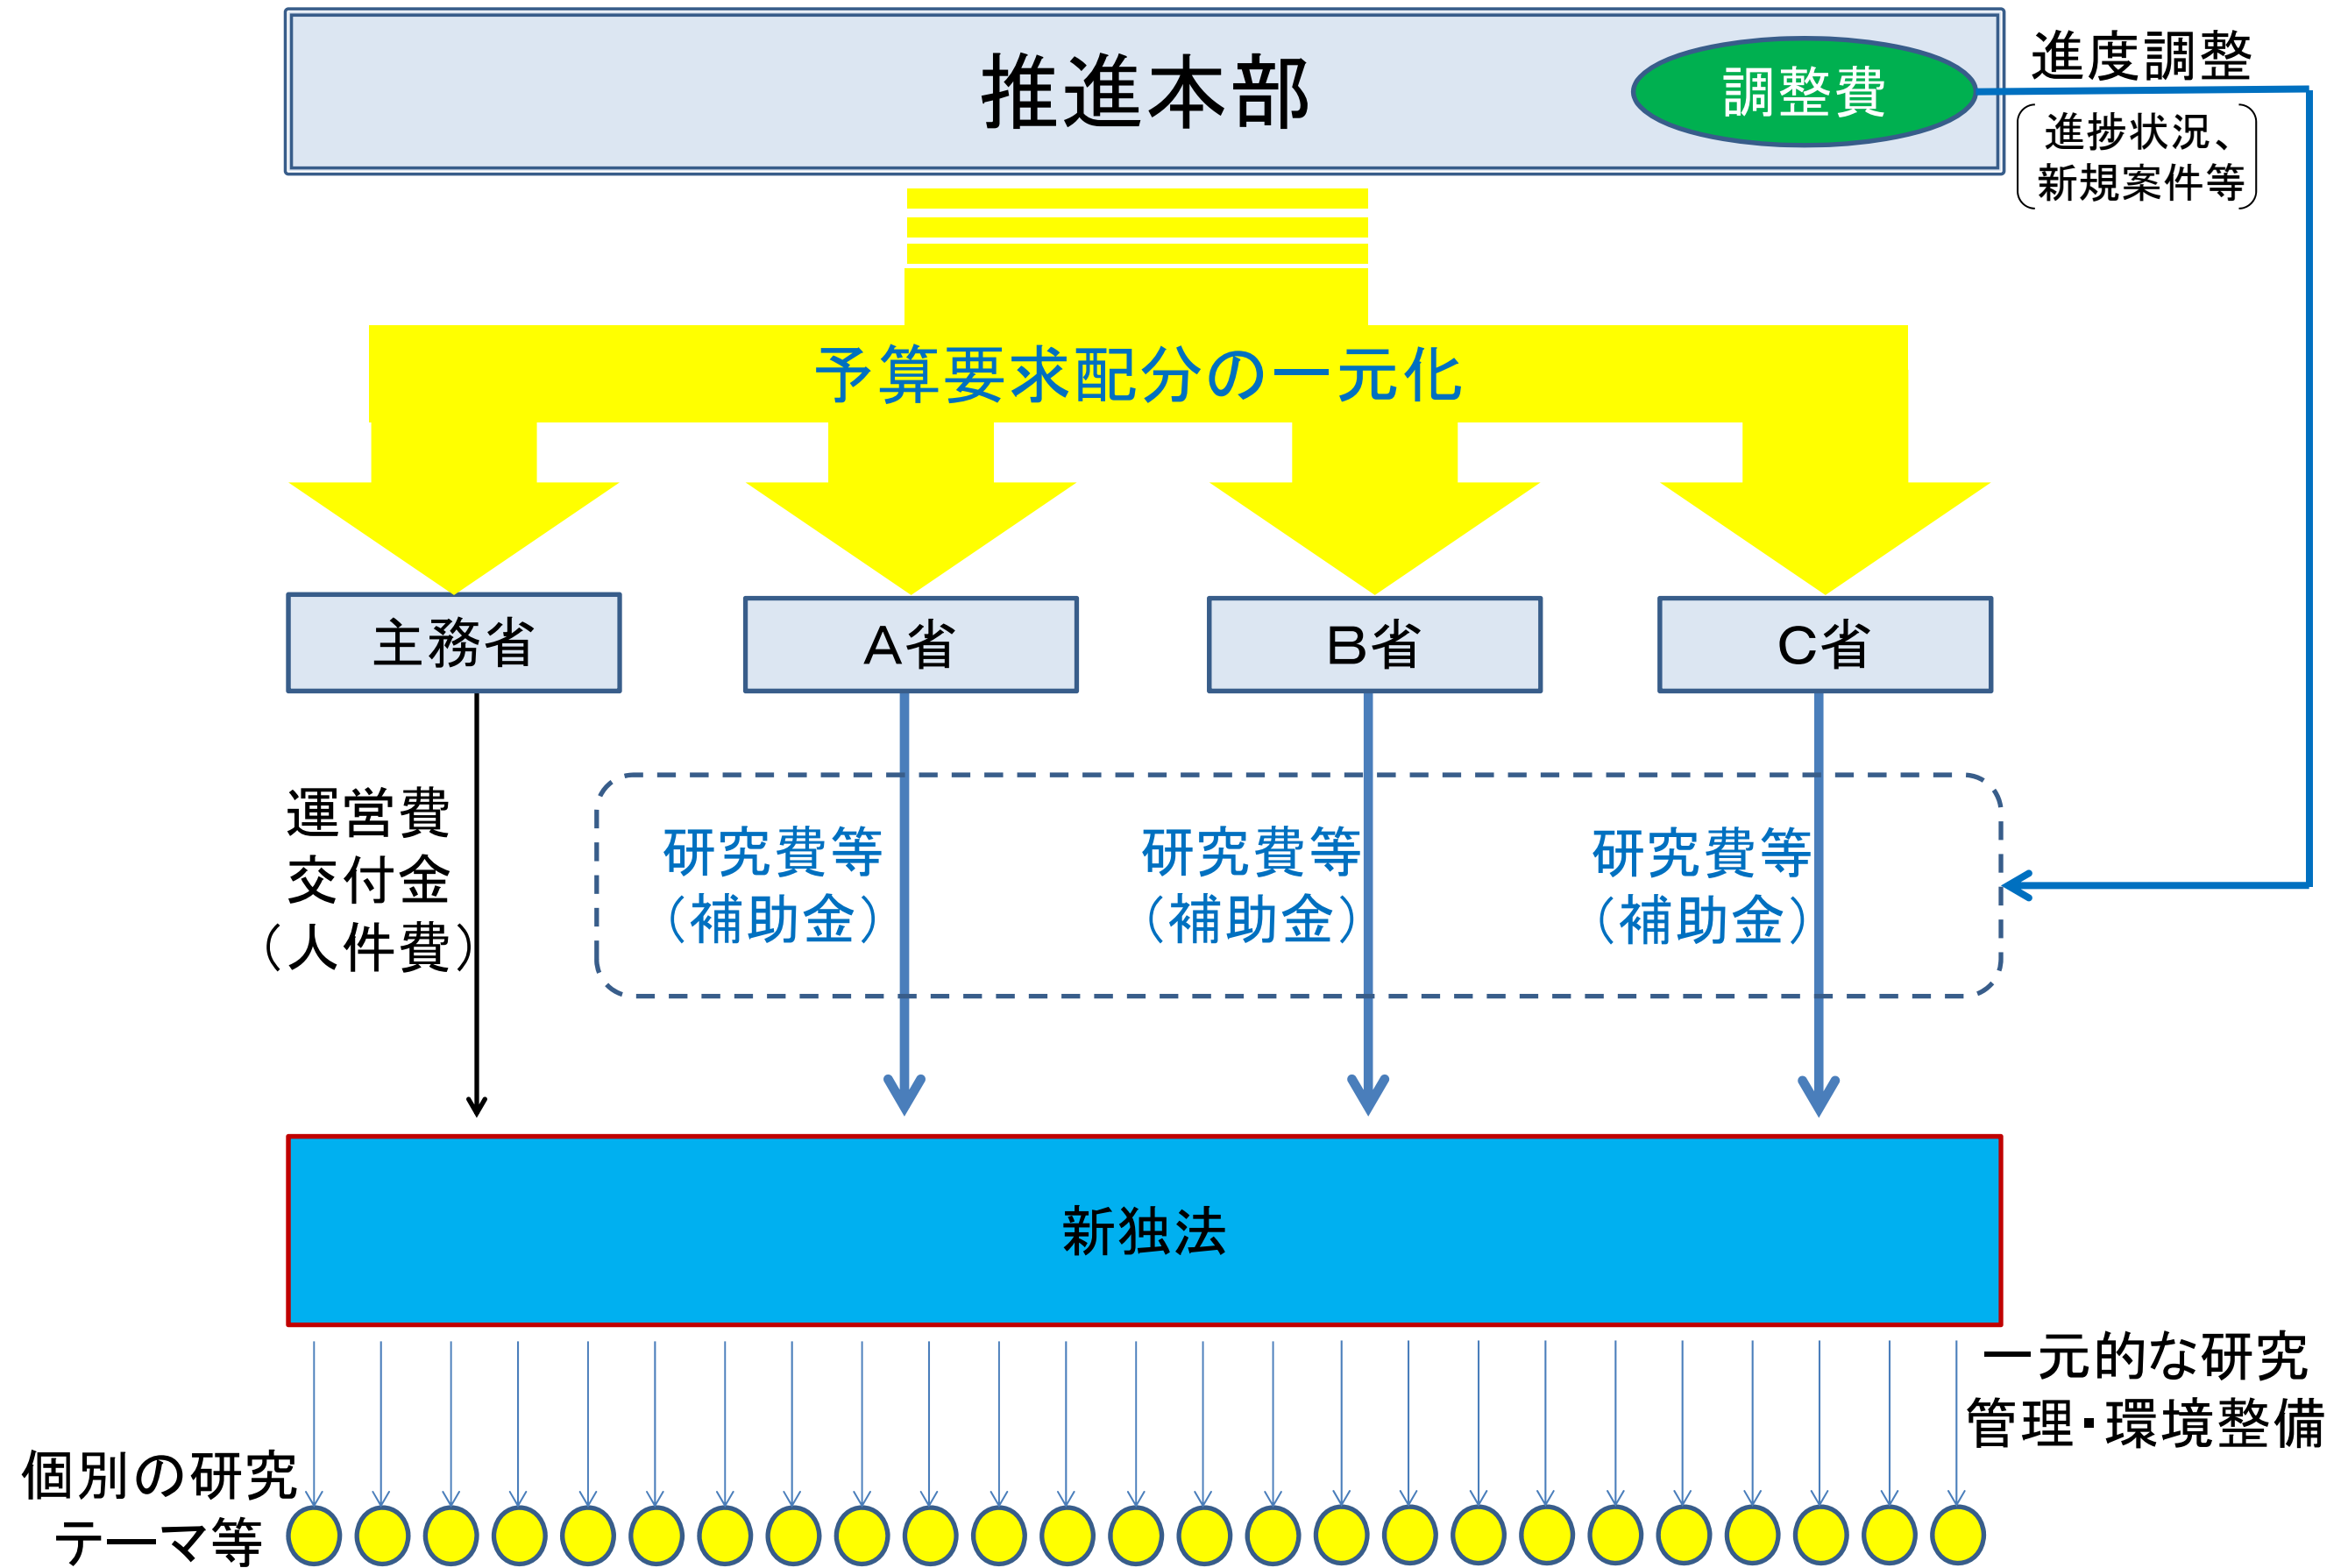 推進本部
調整費
進度調整
進捗状況、
新規案件等
予算要求配分の一元化
主務省
A省
B省
C省
運営費
交付金
（人件費）
研究費等
（補助金）
研究費等
（補助金）
研究費等
（補助金）
新独法
一元的な研究
管理・環境整備
個別の研究
テーマ等